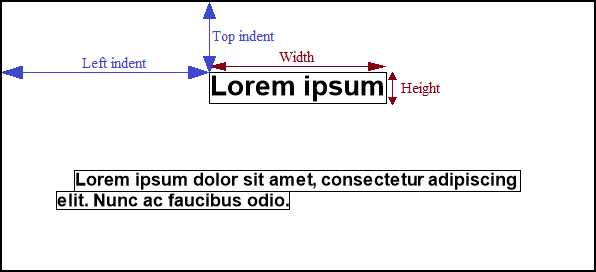 Top indent
Width
Left indent
Lorem ipsum
Height
Lorem ipsum dolor sit amet, consectetur adipiscing
elit. Nunc ac faucibus odio.